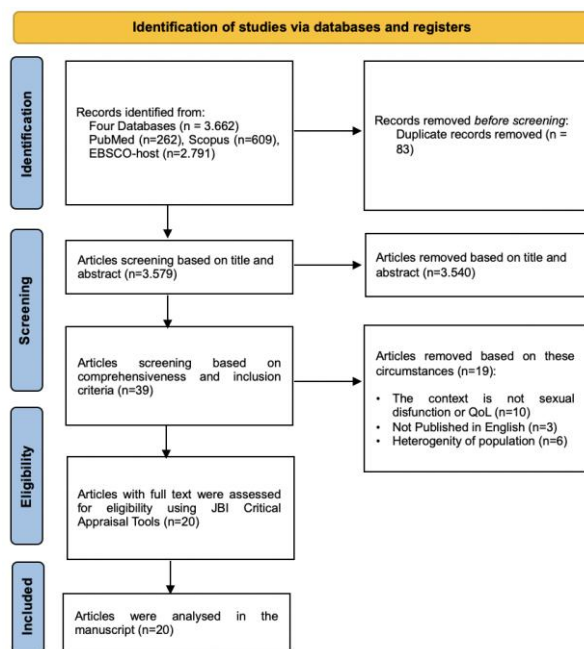 Identification of studies via databases and registers
Identification
Records identified from:
Four Databases (n = 3.662)
PubMed (n=262), Scopus (n=609),
EBSCO-host (n=2.791)
Records removed before screening:
Duplicate records removed (n =
83)
Screening
Articles screening based on title and
abstract (n=3.579)
Articles removed based on title and
abstract (n=3.540)
Articles screening based on
comprehensiveness and inclusion
criteria (n=39)
Articles removed based on these
circumstances (n=19):
• The context is not sexual
disfunction or QoL (n=10)
• Not Published in English (n=3)
• Heterogenity of population (n=6)
Eligibility
Articles with full text were assessed
for eligibility using JBI Critical
Appraisal Tools (n=20)
Included
Articles were analysed in the
manuscript (n=20)